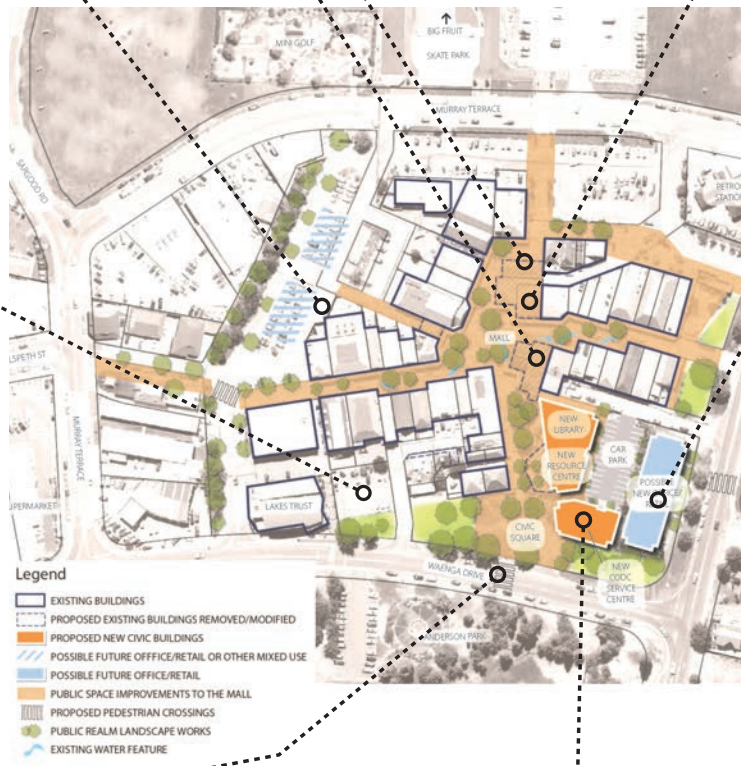 BIG FRUIT
SKATE PARK
MINI GOLF
MURRAY TERRACE
SARGOOD RD
PETROL
STATION
MALL
MURRAY TERRACE
NEW
LIBRARY
NEW
RESOURCE
CENTRE
CAR
PARK
POSSIBLE
LAKES TRUST
CIVIC
SQUARE
WAENGA DRIVE
NEW
CODC
SERVICE
CENTRE
ANDERSON PARK
Legend
EXISTING BUILDINGS
PROPOSED EXISTING BUILDINGS REMOVED/MODIFIED
PROPOSED NEW CIVIC BUILDINGS
POSSIBLE FUTURE OFFFICE/RETAIL OR OTHER MIXED USE
POSSIBLE FUTURE OFFICE/RETAIL
PUBLIC SPACE IMPROVEMENTS TO THE MALL
PROPOSED PEDESTRIAN CROSSINGS
PUBLIC REALM LANDSCAPE WORKS
EXISTING WATER FEATURE